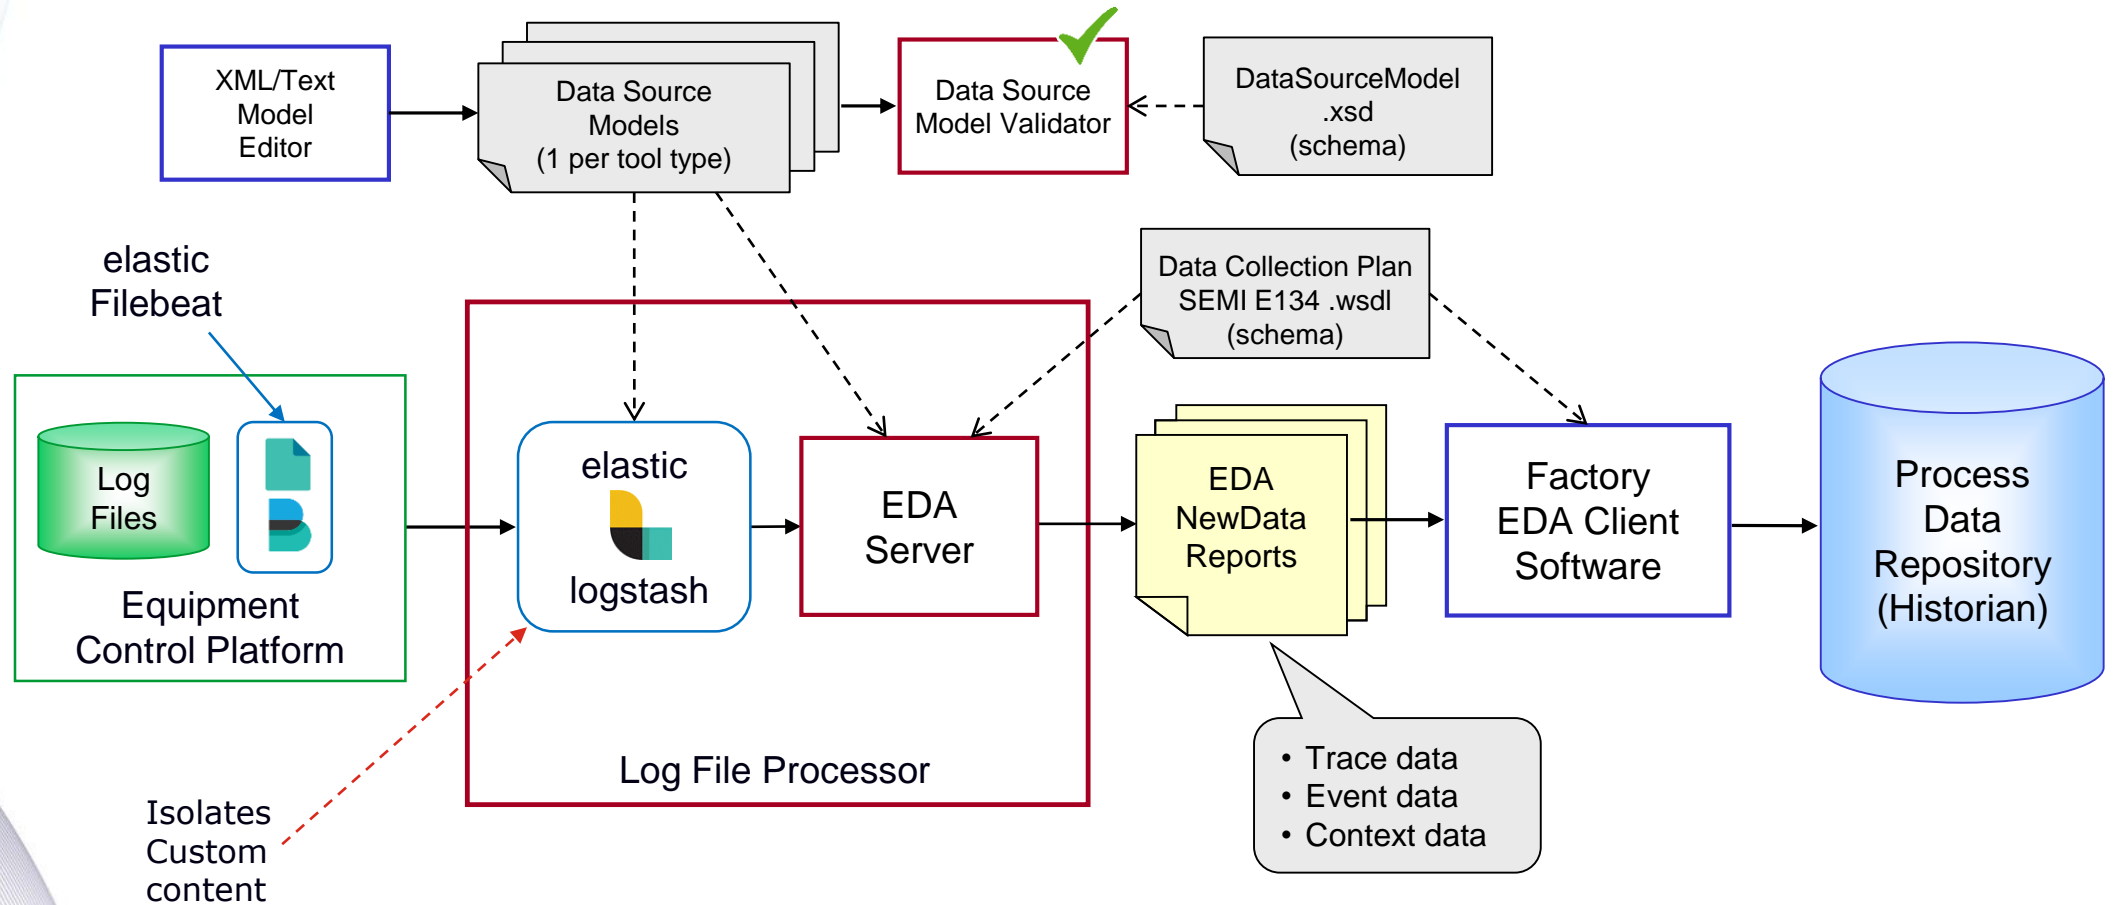 XML/Text
Model
Editor
Data Source
Models
(1 per tool type)
Data Source
Model Validator
DataSourceModel
.xsd
(schema)
elastic
Filebeat
Data Collection Plan
SEMI E134 .wsdl
(schema)
Log
Files
Equipment
Control Platform
elastic
logstash
EDA
Server
Log File Processor
EDA
NewData
Reports
Factory
EDA Client
Software
Process
Data
Repository
(Historian)
• Trace data
• Event data
• Context data
Isolates
Custom
content